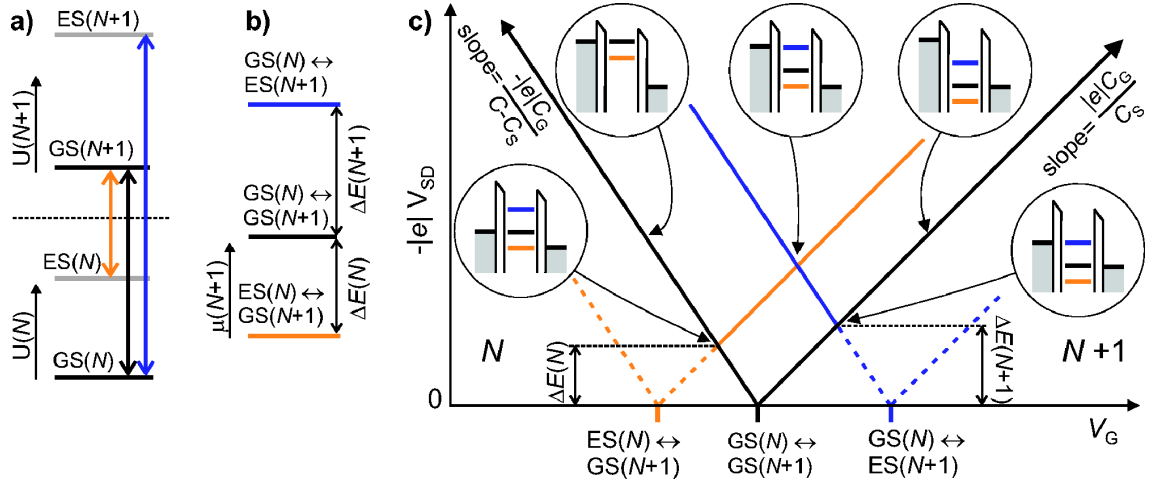 a)
ES(N+1)
U(N+1)
GS(N+1)
ES(N)
U(N)
GS(N)
b)
GS(N) ↔
ES(N+1)
ΔE(N+1)
GS(N) ↔
GS(N+1)
ΔE(N)
μ(N+1)
ES(N) ↔
GS(N+1)
c)
-|e| V_SD
slope= -|e|C_G
C-C_S
slope= |e|C_G
C_S
N
N +1
ΔE(N)
ΔE(N+1)
0
V_G
ES(N) ↔
GS(N+1)
GS(N) ↔
GS(N+1)
GS(N) ↔
ES(N+1)